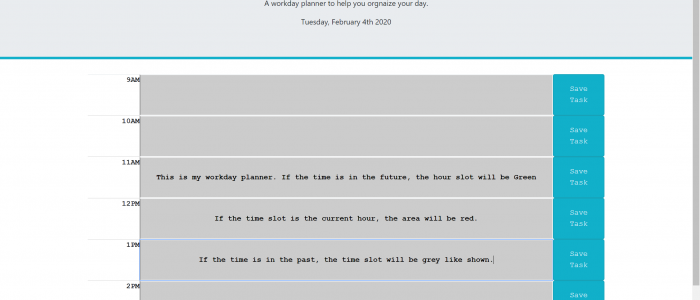 A workday planner to help you orgnaize your day.
Tuesday, February 4th 2020
9AM
Save
Task
10AM
Save
Task
11AM
This is my workday planner. If the time is in the future, the hour slot will be Green
Save
Task
12PM
If the time slot is the current hour, the area will be red.
Save
Task
1PM
If the time is in the past, the time slot will be grey like shown.
Save
Task
2PM
Save